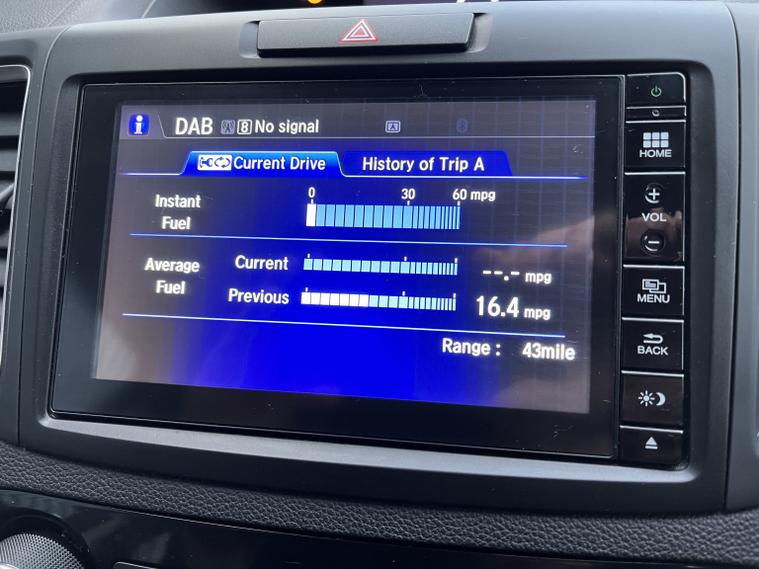 i DAB 8 No signal A
Current Drive History of Trip A
Instant Fuel
0 30 60 mpg
Average Fuel
Current --.- mpg
Previous 16.4 mpg
Range : 43mile
HOME
+
VOL
−
MENU
BACK